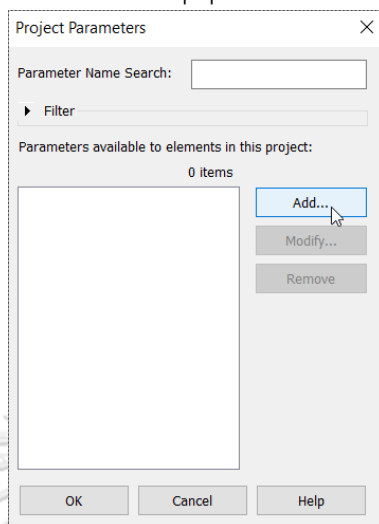 Project Parameters
Parameter Name Search:
Filter
Parameters available to elements in this project:
0 items
Add...
Modify...
Remove
OK Cancel Help